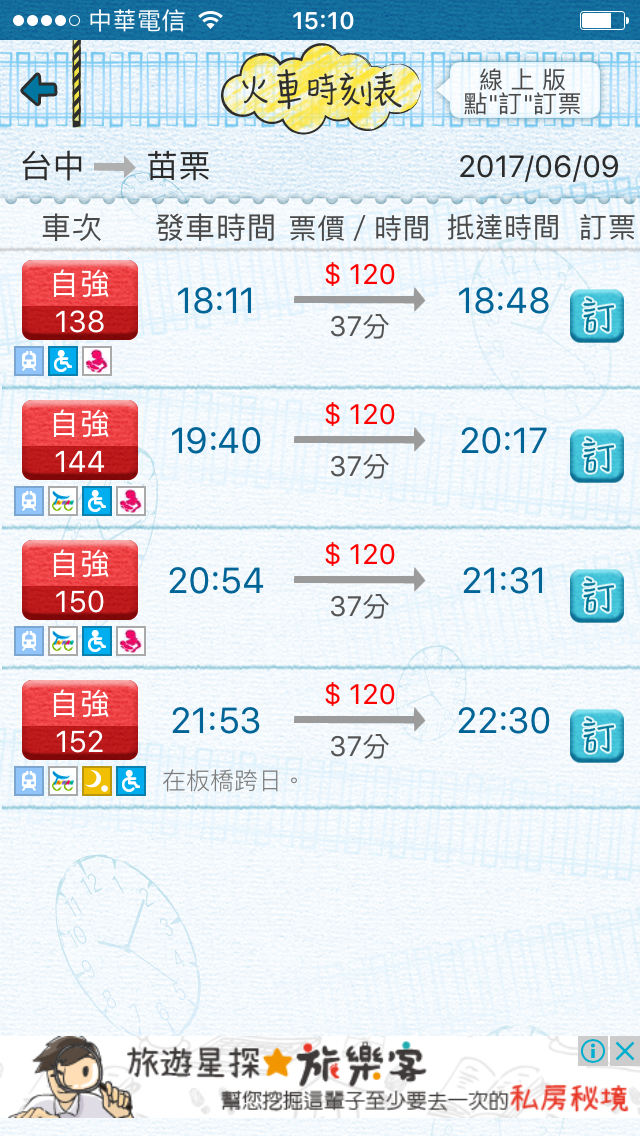 中華電信 15:10
火車時刻表
線上版
點"訂"訂票
台中 苗栗 2017/06/09
車次 發車時間 票價 / 時間 抵達時間 訂票
自強
138
18:11
$ 120
37分
18:48
訂
自強
144
19:40
$ 120
37分
20:17
訂
自強
150
20:54
$ 120
37分
21:31
訂
自強
152
21:53
$ 120
37分
22:30
訂
在板橋跨日。
旅遊星探★旅樂客
幫您挖掘這輩子至少要去一次的私房秘境